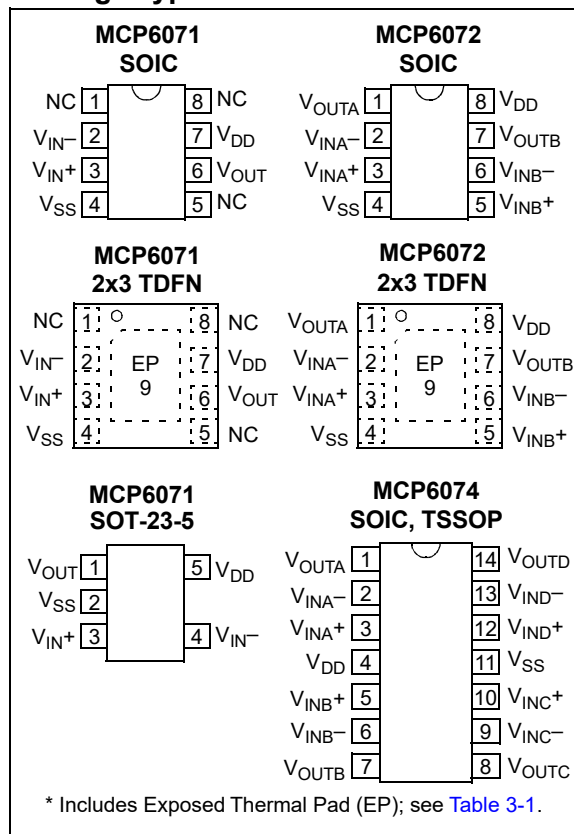 MCP6071
SOIC
NC 1 8 NC
VIN– 2 7 VDD
VIN+ 3 6 VOUT
VSS 4 5 NC
MCP6072
SOIC
VOUTA 1 8 VDD
VINA– 2 7 VOUTB
VINA+ 3 6 VINB–
VSS 4 5 VINB+
MCP6071
2x3 TDFN
NC 1 8 NC
VIN– 2 EP 7 VDD
VIN+ 3 9 6 VOUT
VSS 4 5 NC
MCP6072
2x3 TDFN
VOUTA 1 8 VDD
VINA– 2 EP 7 VOUTB
VINA+ 3 9 6 VINB–
VSS 4 5 VINB+
MCP6071
SOT-23-5
VOUT 1 5 VDD
VSS 2
VIN+ 3 4 VIN–
MCP6074
SOIC, TSSOP
VOUTA 1 14 VOUTD
VINA– 2 13 VIND–
VINA+ 3 12 VIND+
VDD 4 11 VSS
VINB+ 5 10 VINC+
VINB– 6 9 VINC–
VOUTB 7 8 VOUTC
* Includes Exposed Thermal Pad (EP); see Table 3-1.